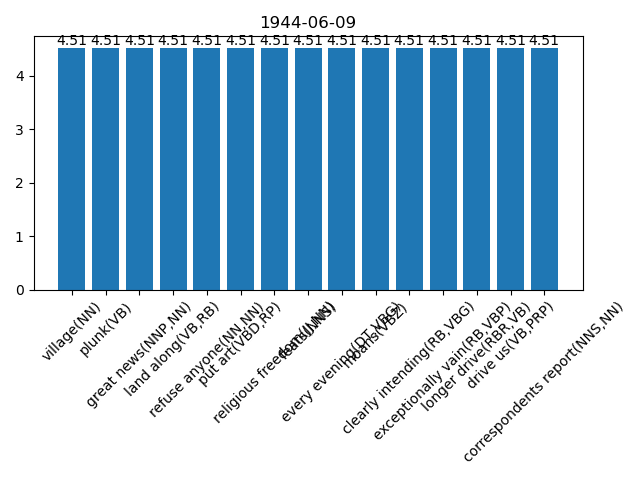 1944-06-09
4.51 4.51 4.51 4.51 4.51 4.51 4.51 4.51 4.51 4.51 4.51 4.51 4.51 4.51 4.51
4
3
2
1
0
village(NN)
plunk(VB)
great news(NNP,NN)
land along(VB,RB)
refuse anyone(NN,NN)
put art(VBD,RP)
religious freedom(JJ,NN)
every evening(DT,VBG)
clearly intending(RB,VBG)
exceptionally vain(RB,VBP)
longer drive(RBR,VB)
drive us(VB,PRP)
correspondents report(NNS,NN)